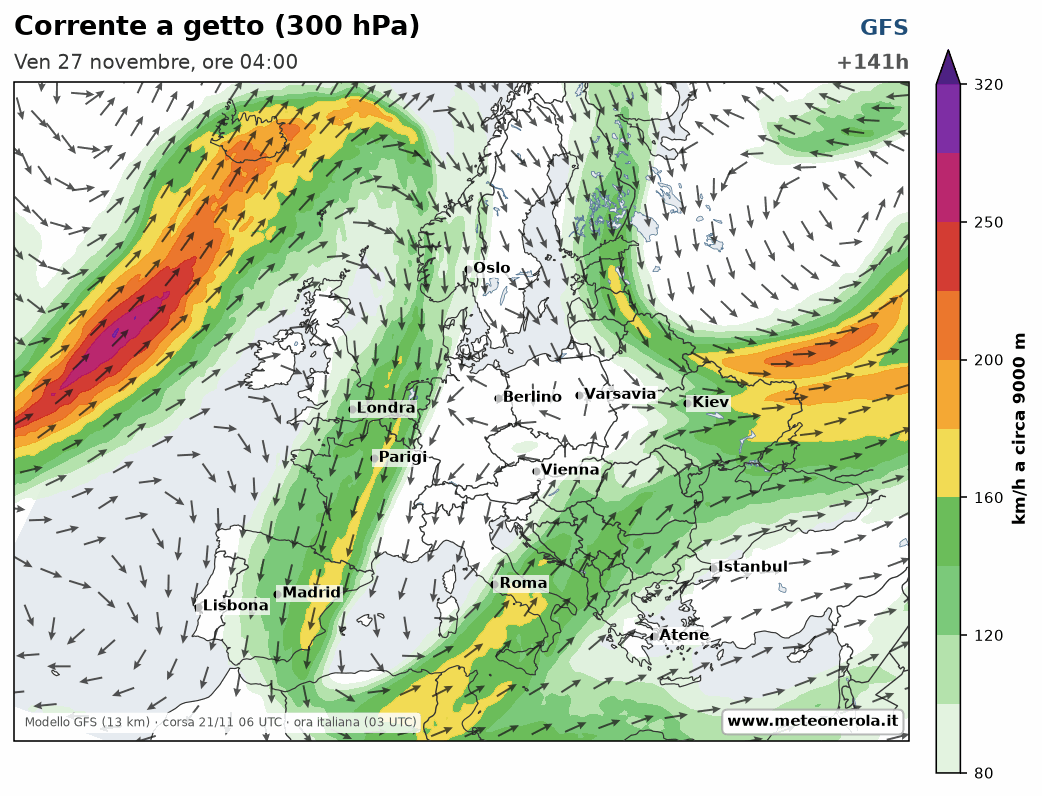 Corrente a getto (300 hPa)
GFS
Ven 27 novembre, ore 04:00
+141h
320
250
200
160
120
80
km/h a circa 9000 m
Oslo
Londra
Berlino
Varsavia
Kiev
Parigi
Vienna
Istanbul
Roma
Madrid
Lisbona
Atene
Modello GFS (13 km) · corsa 21/11 06 UTC · ora italiana (03 UTC)
www.meteonerola.it